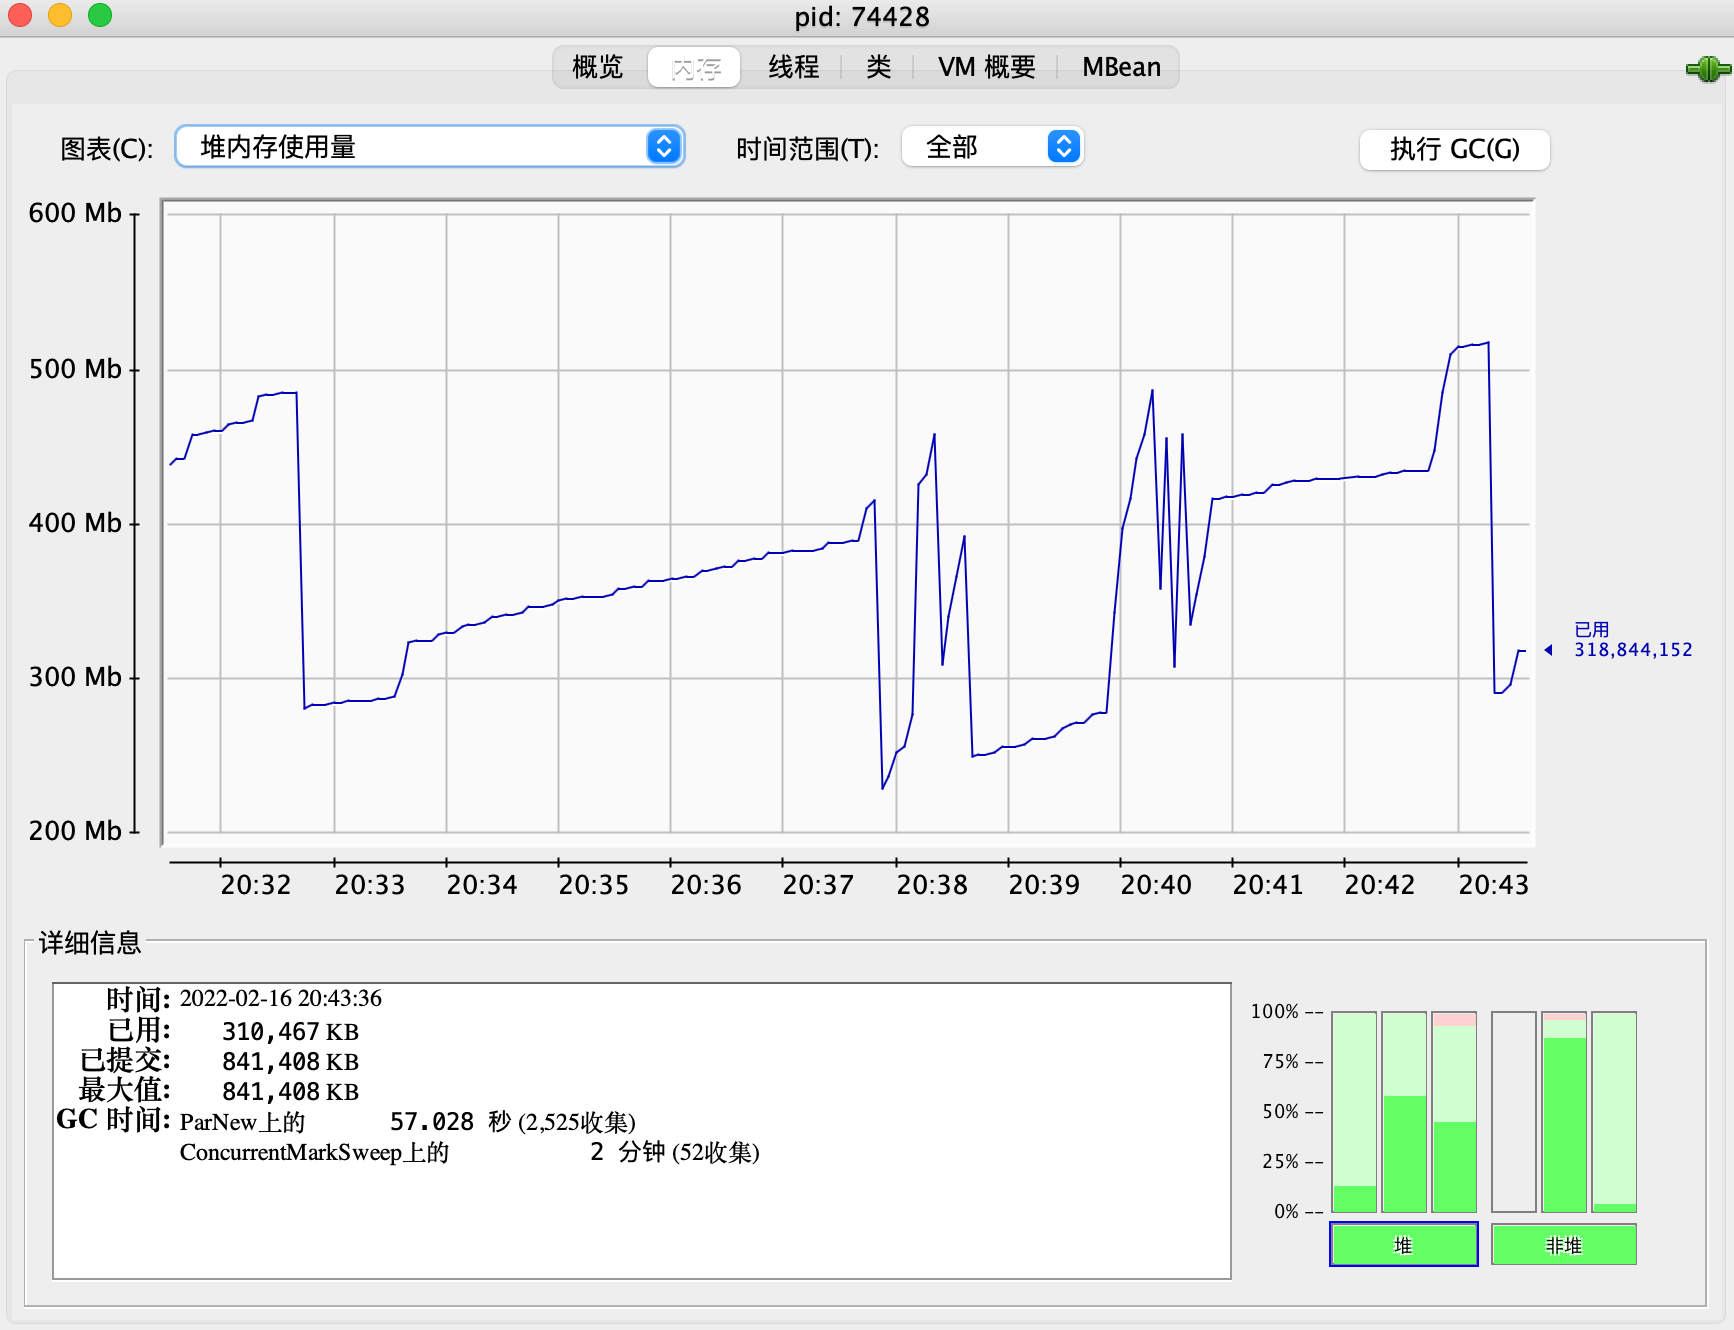 pid: 74428
概览 内存 线程 类 VM 概要 MBean
图表(C): 堆内存使用量 时间范围(T): 全部 执行 GC(G)
600 Mb
500 Mb
400 Mb
300 Mb
200 Mb
已用
318,844,152
20:32 20:33 20:34 20:35 20:36 20:37 20:38 20:39 20:40 20:41 20:42 20:43
详细信息
时间: 2022-02-16 20:43:36
已用: 310,467 KB
已提交: 841,408 KB
最大值: 841,408 KB
GC 时间: ParNew上的 57.028 秒 (2,525收集)
ConcurrentMarkSweep上的 2 分钟 (52收集)
100% --
75% --
50% --
25% --
0% --
堆 非堆